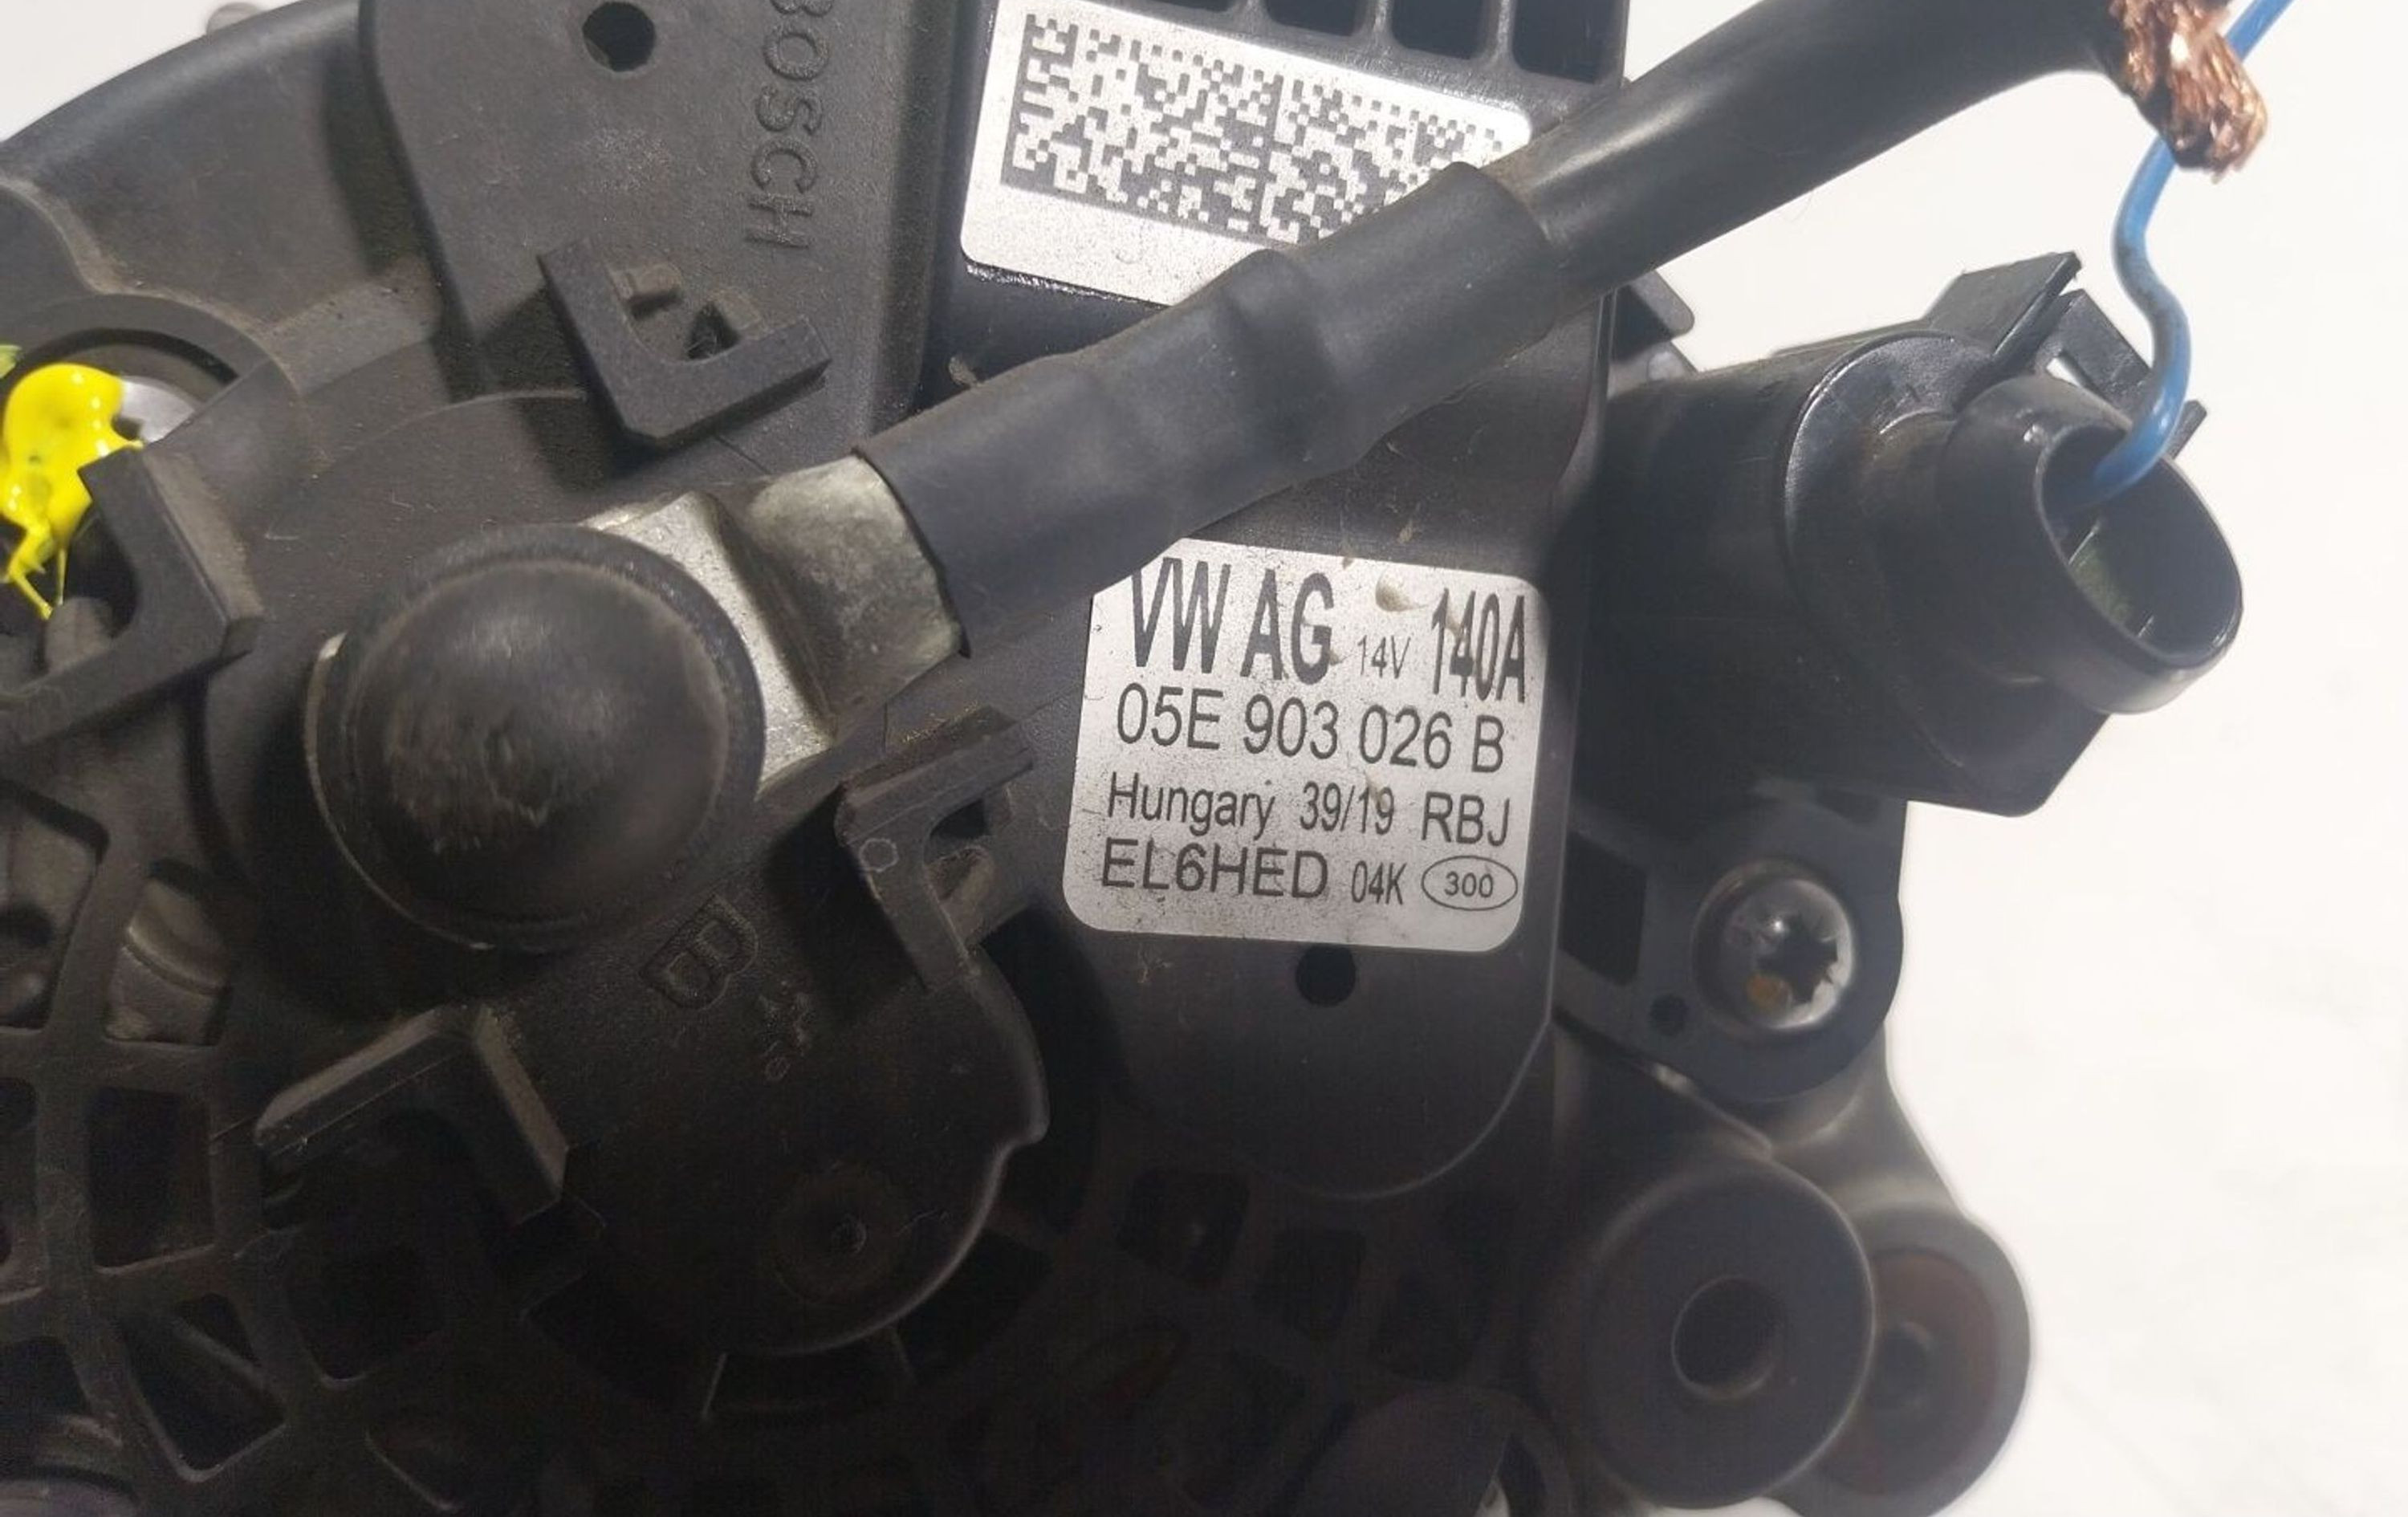 BOSCH
J
VW AG 14V 140A
05E 903 026 B
Hungary 39/19 RBJ
EL6HED 04K 300
B+